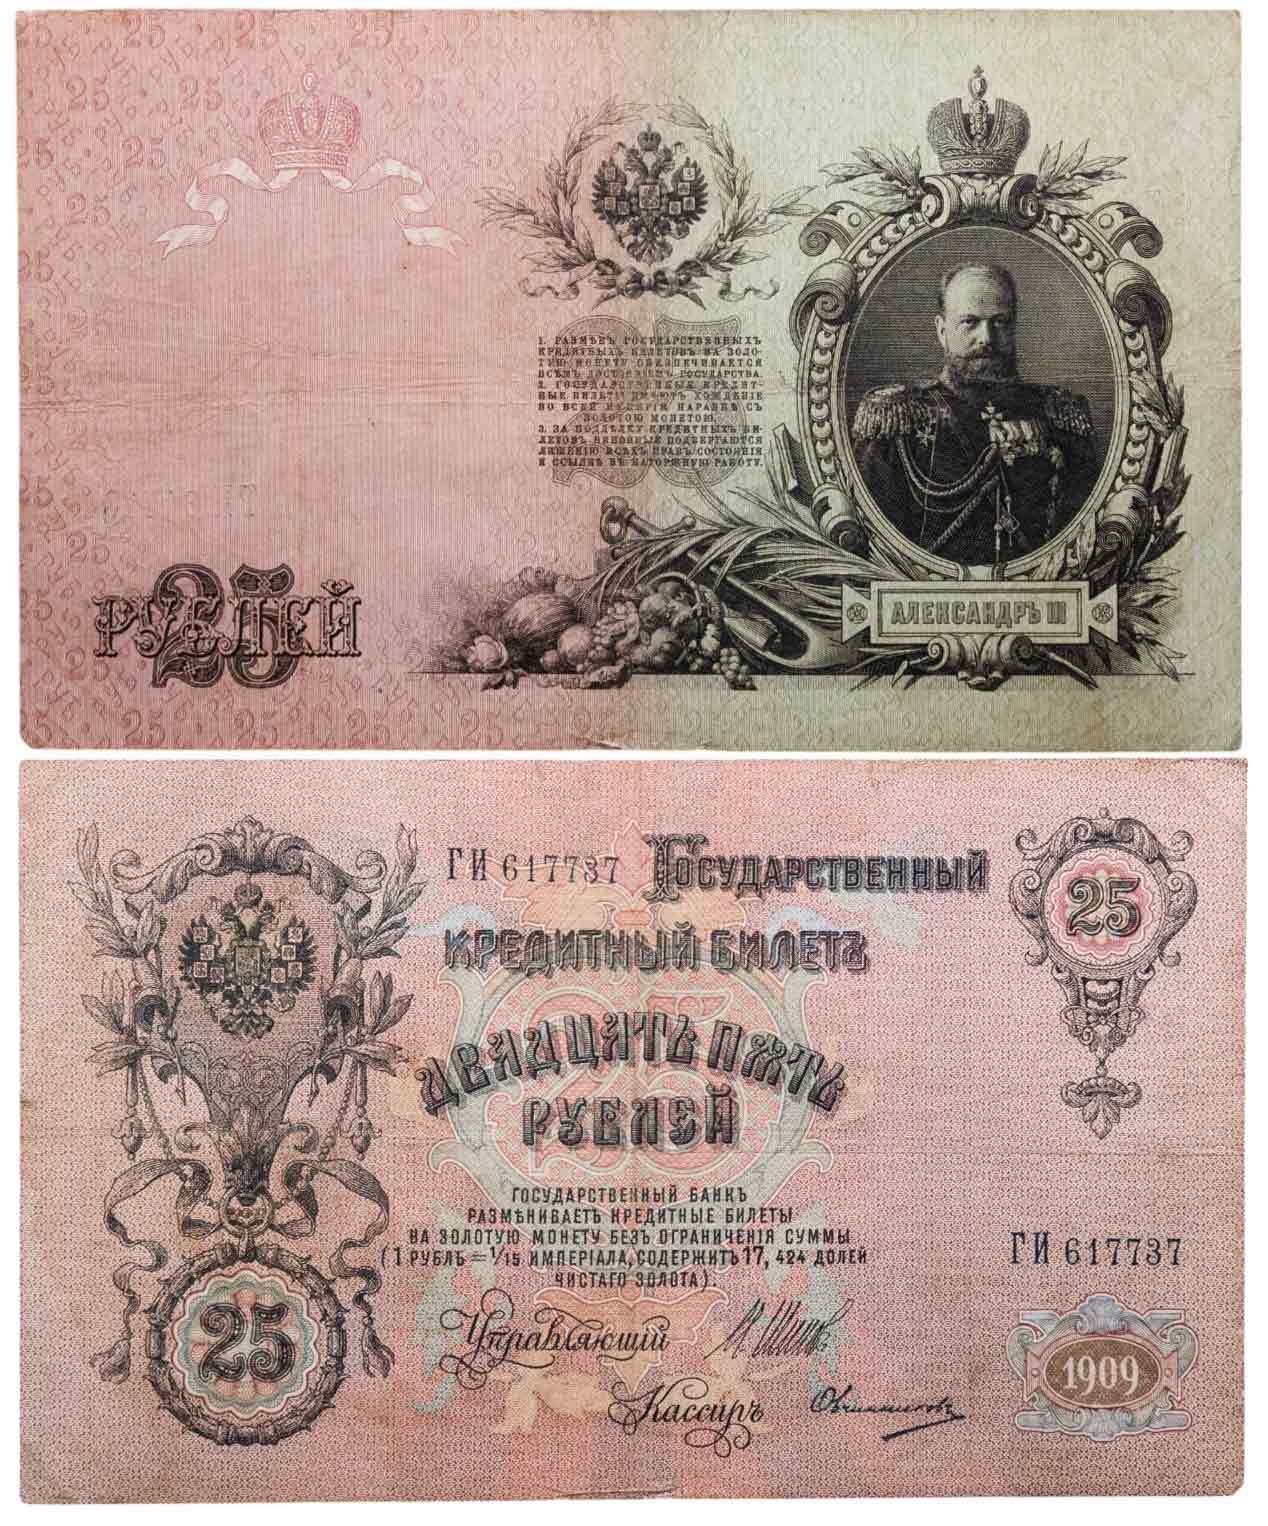 1. РАЗМѢНЪ ГОСУДАРСТВЕННЫХЪ
КРЕДИТНЫХЪ БИЛЕТОВЪ НА ЗОЛО-
ТУЮ МОНЕТУ ОБЕЗПЕЧИВАЕТСЯ
ВСѢМЪ ДОСТОЯНІЕМЪ ГОСУДАРСТВА.
2. ГОСУДАРСТВЕННЫЕ КРЕДИТ-
НЫЕ БИЛЕТЫ ИМѢЮТЪ ХОЖДЕНІЕ
ВО ВСЕЙ ИМПЕРІИ НАРАВНѢ СЪ
ЗОЛОТОЮ МОНЕТОЮ.
3. ЗА ПОДДѢЛКУ КРЕДИТНЫХЪ БИ-
ЛЕТОВЪ ВИНОВНЫЕ ПОДВЕРГАЮТСЯ
ЛИШЕНІЮ ВСѢХЪ ПРАВЪ СОСТОЯНІЯ
И ССЫЛКѢ ВЪ КАТОРЖНУЮ РАБОТУ.
25
РУБЛЕЙ
АЛЕКСАНДРЪ III
ГИ 617737 ГОСУДАРСТВЕННЫЙ
КРЕДИТНЫЙ БИЛЕТЪ
25
ДВАДЦАТЬ ПЯТЬ
РУБЛЕЙ
25
ГОСУДАРСТВЕННЫЙ БАНКЪ
РАЗМѢНИВАЕТЪ КРЕДИТНЫЕ БИЛЕТЫ
НА ЗОЛОТУЮ МОНЕТУ БЕЗЪ ОГРАНИЧЕНІЯ СУММЫ
(1 РУБЛЬ = 1/15 ИМПЕРІАЛА, СОДЕРЖИТЪ 17, 424 ДОЛЕЙ
ЧИСТАГО ЗОЛОТА).
ГИ 617737
25
Управляющій
Кассиръ Овчинниковъ
1909